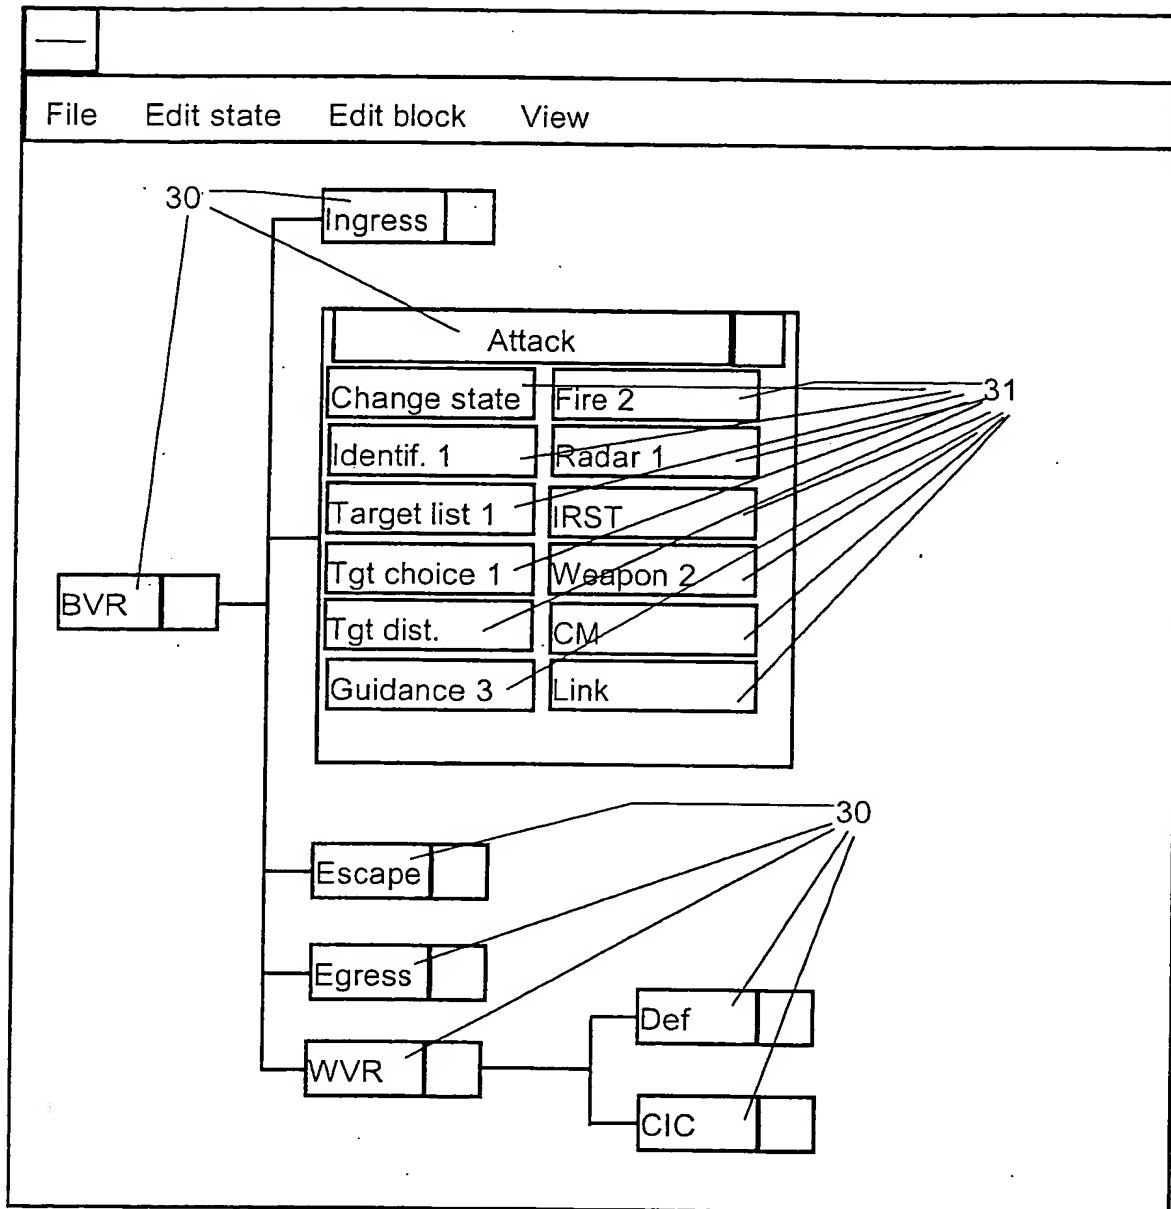 File Edit state Edit block View
30
Ingress
Attack
Change state Fire 2
31
Identif. 1 Radar 1
Target list 1 IRST
Tgt choice 1 Weapon 2
BVR
Tgt dist. CM
Guidance 3 Link
30
Escape
Egress
Def
WVR
CIC